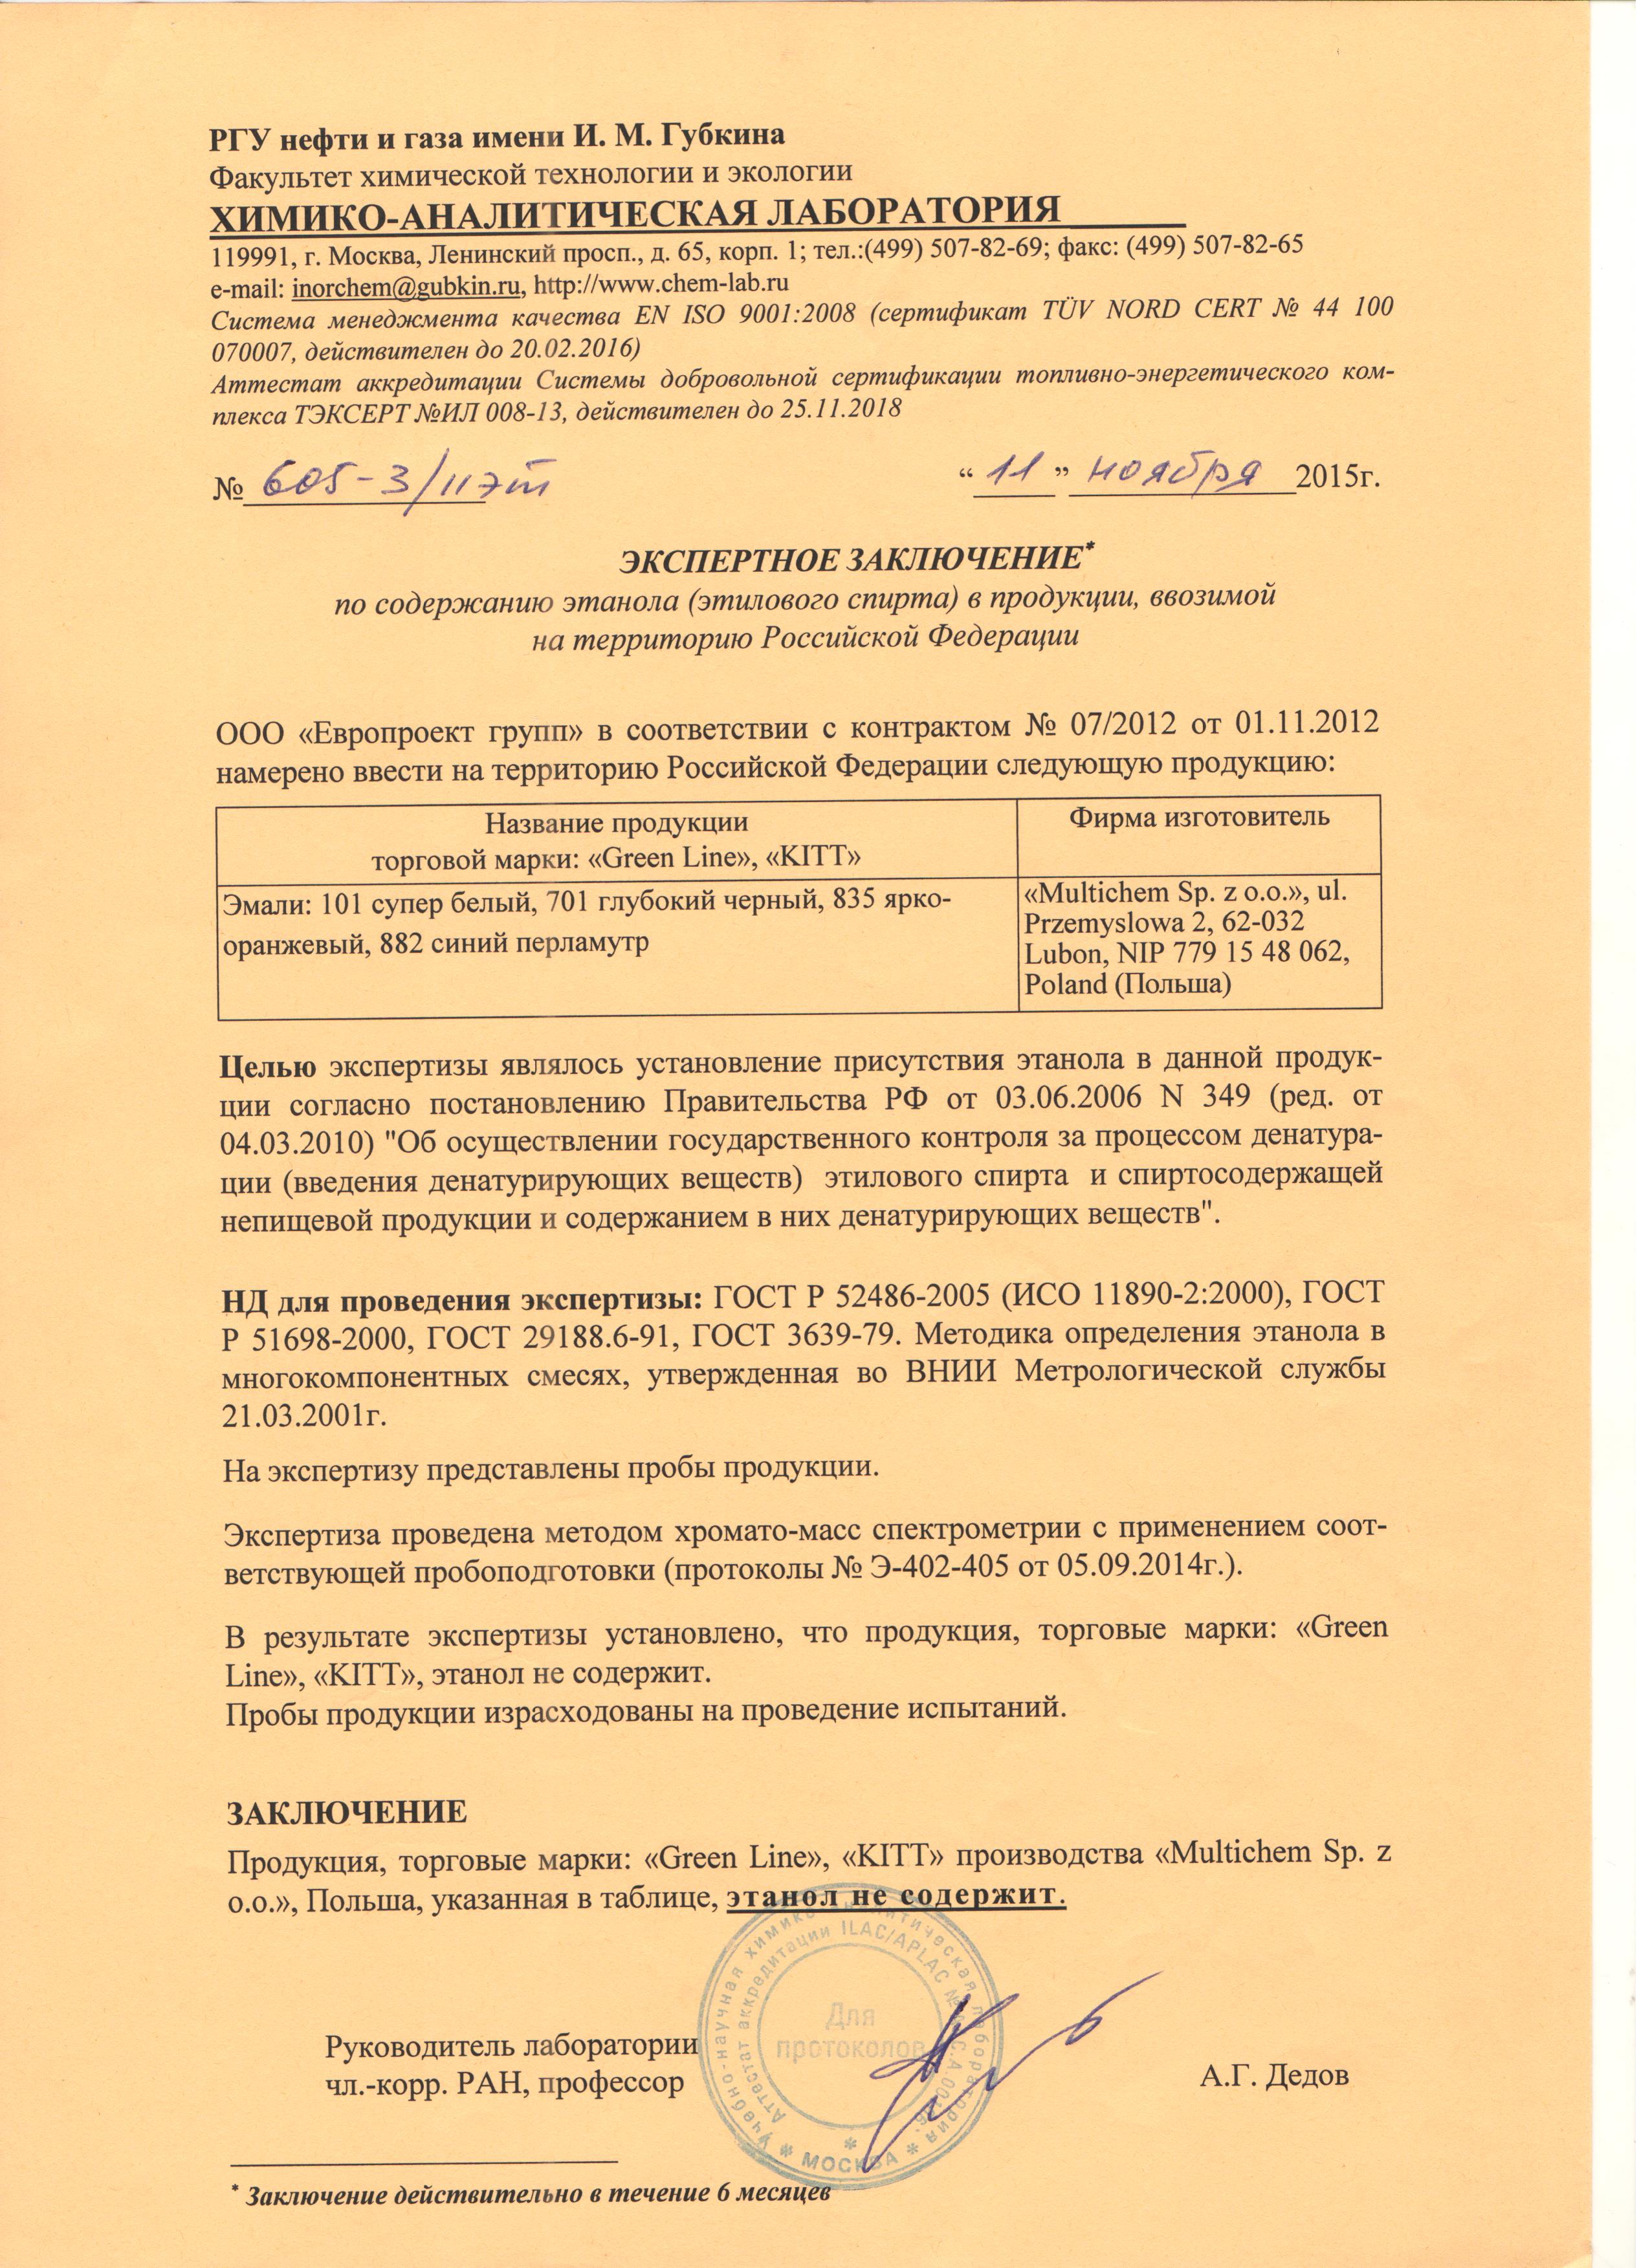 РГУ нефти и газа имени И. М. Губкина
Факультет химической технологии и экологии
ХИМИКО-АНАЛИТИЧЕСКАЯ ЛАБОРАТОРИЯ
119991, г. Москва, Ленинский просп., д. 65, корп. 1; тел.:(499) 507-82-69; факс: (499) 507-82-65
e-mail: inorchem@gubkin.ru, http://www.chem-lab.ru
Система менеджмента качества EN ISO 9001:2008 (сертификат TÜV NORD CERT № 44 100
070007, действителен до 20.02.2016)
Аттестат аккредитации Системы добровольной сертификации топливно-энергетического ком-
плекса ТЭКСЕРТ №ИЛ 008-13, действителен до 25.11.2018
№ 605-3/11эт “ 11 ” ноября 2015г.
ЭКСПЕРТНОЕ ЗАКЛЮЧЕНИЕ*
по содержанию этанола (этилового спирта) в продукции, ввозимой
на территорию Российской Федерации
ООО «Европроект групп» в соответствии с контрактом № 07/2012 от 01.11.2012
намерено ввести на территорию Российской Федерации следующую продукцию:
Название продукции
торговой марки: «Green Line», «KITT»
Фирма изготовитель
Эмали: 101 супер белый, 701 глубокий черный, 835 ярко-
оранжевый, 882 синий перламутр
«Multichem Sp. z o.o.», ul.
Przemyslowa 2, 62-032
Lubon, NIP 779 15 48 062,
Poland (Польша)
Целью экспертизы являлось установление присутствия этанола в данной продук-
ции согласно постановлению Правительства РФ от 03.06.2006 N 349 (ред. от
04.03.2010) "Об осуществлении государственного контроля за процессом денатура-
ции (введения денатурирующих веществ) этилового спирта и спиртосодержащей
непищевой продукции и содержанием в них денатурирующих веществ".
НД для проведения экспертизы: ГОСТ Р 52486-2005 (ИСО 11890-2:2000), ГОСТ
Р 51698-2000, ГОСТ 29188.6-91, ГОСТ 3639-79. Методика определения этанола в
многокомпонентных смесях, утвержденная во ВНИИ Метрологической службы
21.03.2001г.
На экспертизу представлены пробы продукции.
Экспертиза проведена методом хромато-масс спектрометрии с применением соот-
ветствующей пробоподготовки (протоколы № Э-402-405 от 05.09.2014г.).
В результате экспертизы установлено, что продукция, торговые марки: «Green
Line», «KITT», этанол не содержит.
Пробы продукции израсходованы на проведение испытаний.
ЗАКЛЮЧЕНИЕ
Продукция, торговые марки: «Green Line», «KITT» производства «Multichem Sp. z
o.o.», Польша, указанная в таблице, этанол не содержит.
Учебно-научная химико-аналитическая лаборатория
Аттестат аккредитации ILAC/APLAC №
Для
протоколов
* МОСКВА *
Руководитель лаборатории
чл.-корр. РАН, профессор
А.Г. Дедов
* Заключение действительно в течение 6 месяцев